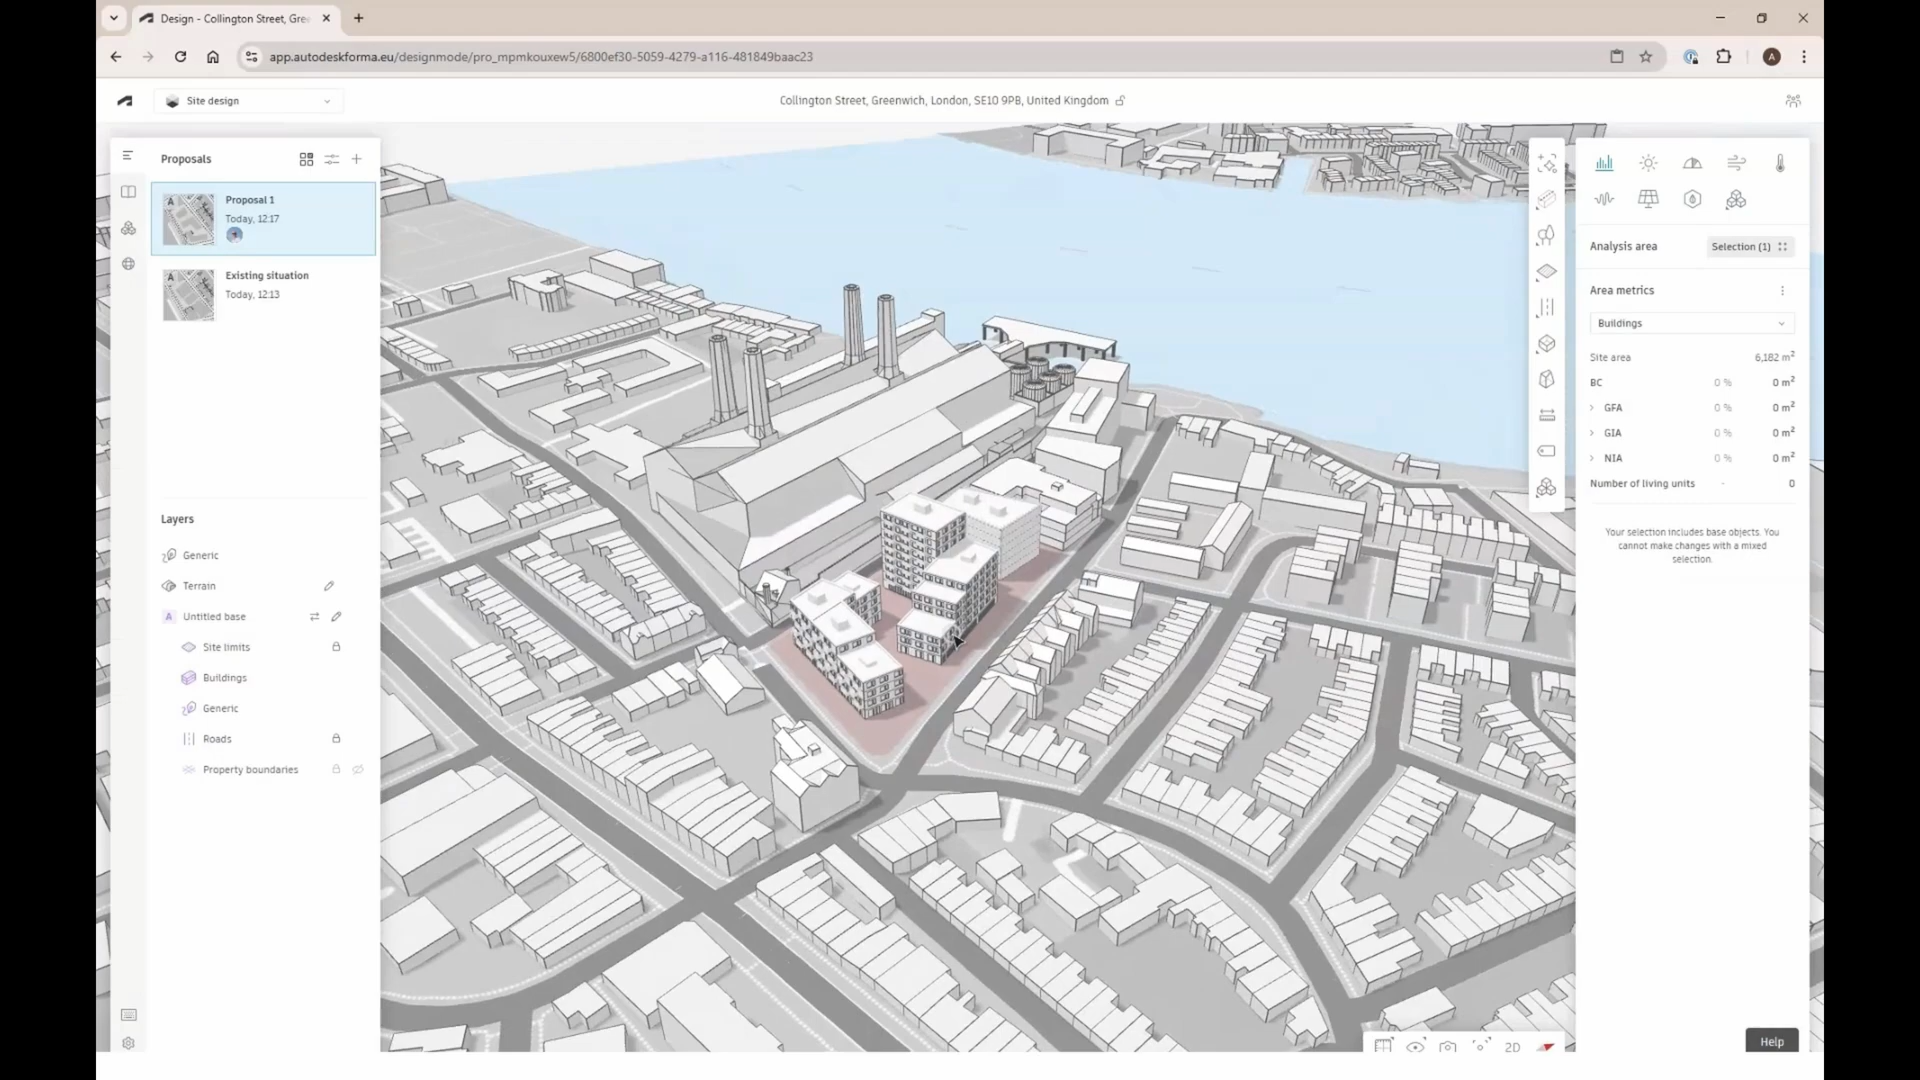 Design - Collington Street, Gree
app.autodeskforma.eu/designmode/pro_mpmkouxew5/6800ef30-5059-4279-a116-481849baac23
A
Site design
Collington Street, Greenwich, London, SE10 9PB, United Kingdom
Proposals
A
Proposal 1
Today, 12:17
A
Existing situation
Today, 12:13
Layers
Generic
Terrain
A Untitled base
Site limits
Buildings
Generic
Roads
Property boundaries
Analysis area
Selection (1)
Area metrics
Buildings
Site area 6,182 m²
BC 0 % 0 m²
GFA 0 % 0 m²
GIA 0 % 0 m²
NIA 0 % 0 m²
Number of living units - 0
Your selection includes base objects. You
cannot make changes with a mixed
selection.
2D
Help